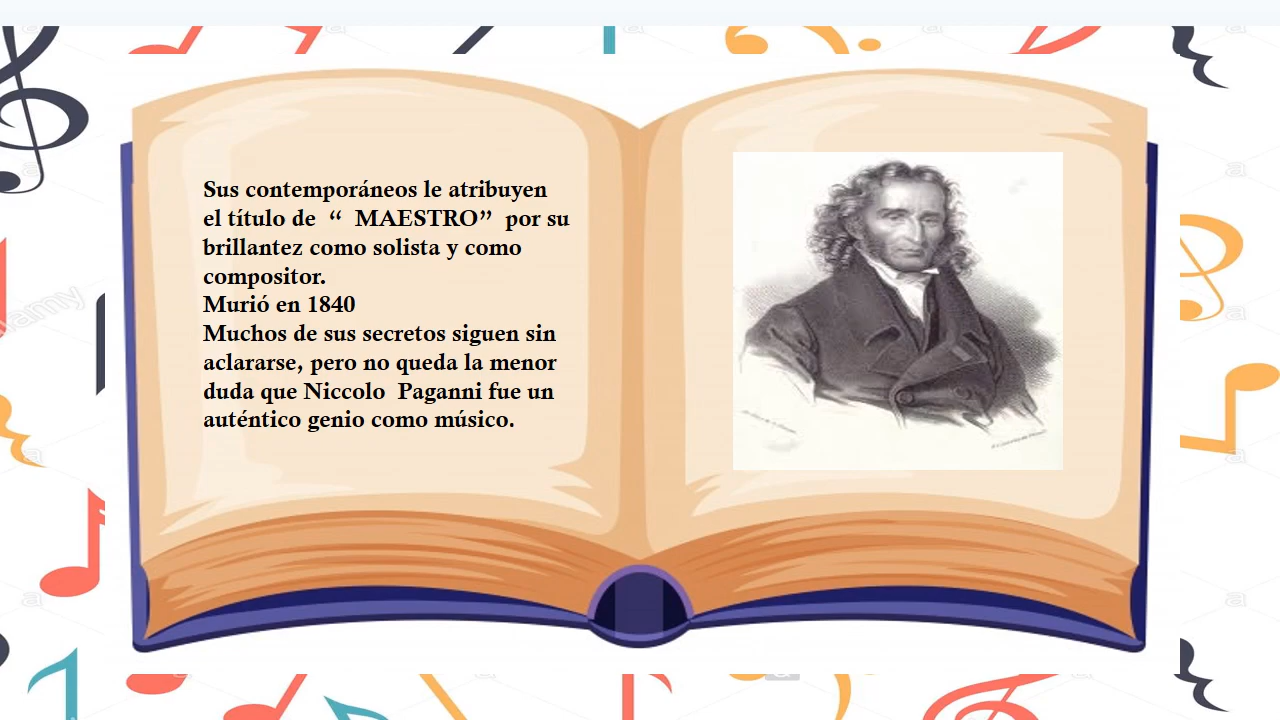 Sus contemporáneos le atribuyen
el título de “ MAESTRO” por su
brillantez como solista y como
compositor.
Murió en 1840
Muchos de sus secretos siguen sin
aclararse, pero no queda la menor
duda que Niccolo Paganni fue un
auténtico genio como músico.